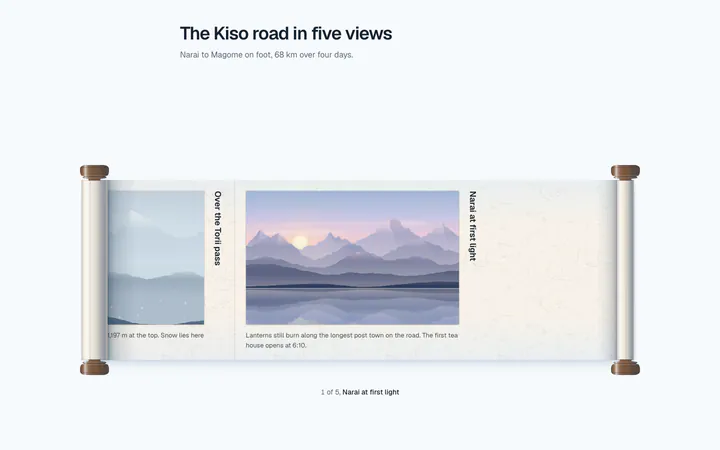 The Kiso road in five views
Narai to Magome on foot, 68 km over four days.
Over the Torii pass
1,197 m at the top. Snow lies here
Narai at first light
Lanterns still burn along the longest post town on the road. The first tea
house opens at 6:10.
1 of 5, Narai at first light